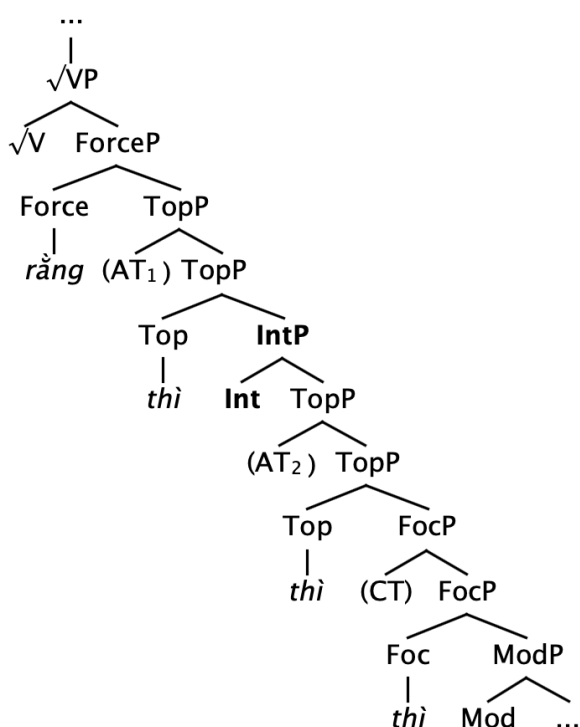 ...
√VP
√V ForceP
Force TopP
rằng (AT₁) TopP
Top IntP
thì Int TopP
(AT₂) TopP
Top FocP
thì (CT) FocP
Foc ModP
thì Mod ...